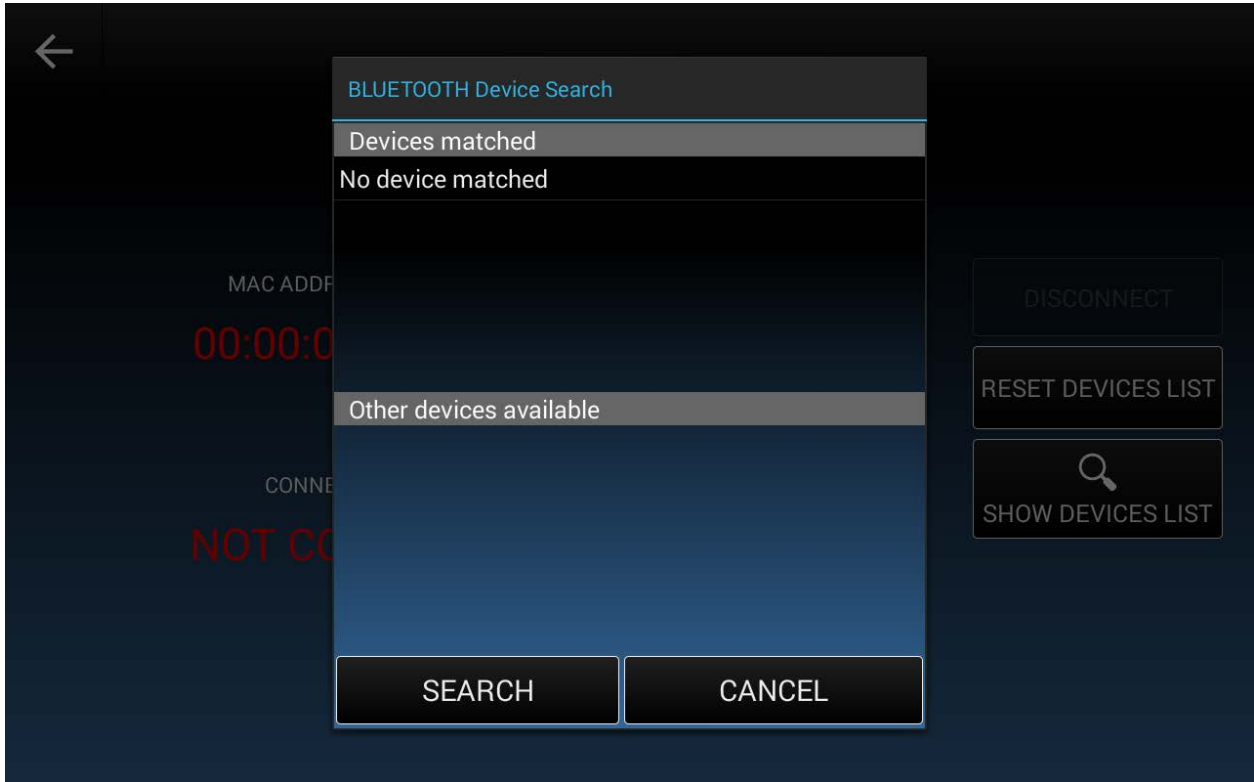 BLUETOOTH Device Search
Devices matched
No device matched
MAC ADDR
00:00:0
DISCONNECT
RESET DEVICES LIST
Other devices available
CONNE
SHOW DEVICES LIST
NOT CO
SEARCH
CANCEL